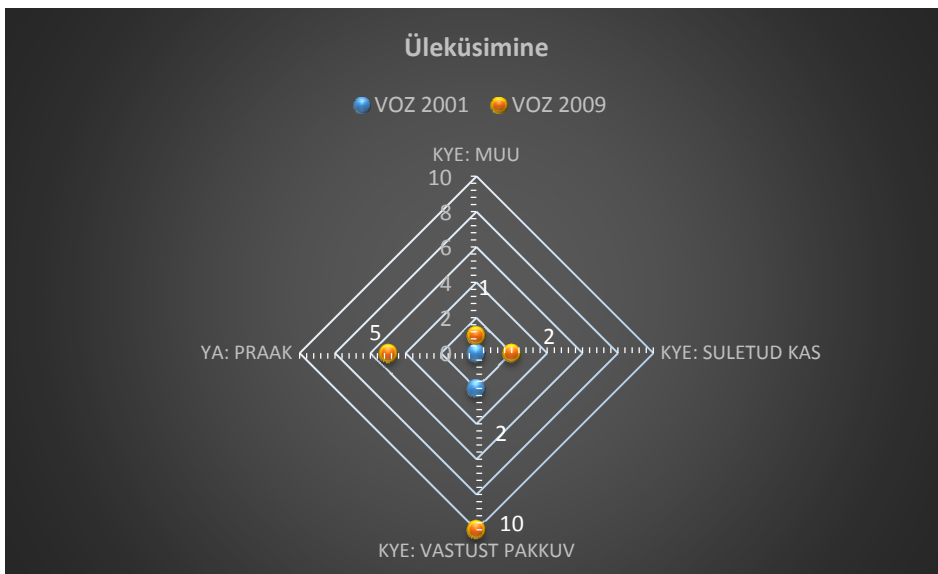 Üleküsimine
VOZ 2001 VOZ 2009
KYE: MUU
10
8
6
4
1
2
5
2
YA: PRAAK
0
KYE: SULETUD KAS
2
10
KYE: VASTUST PAKKUV